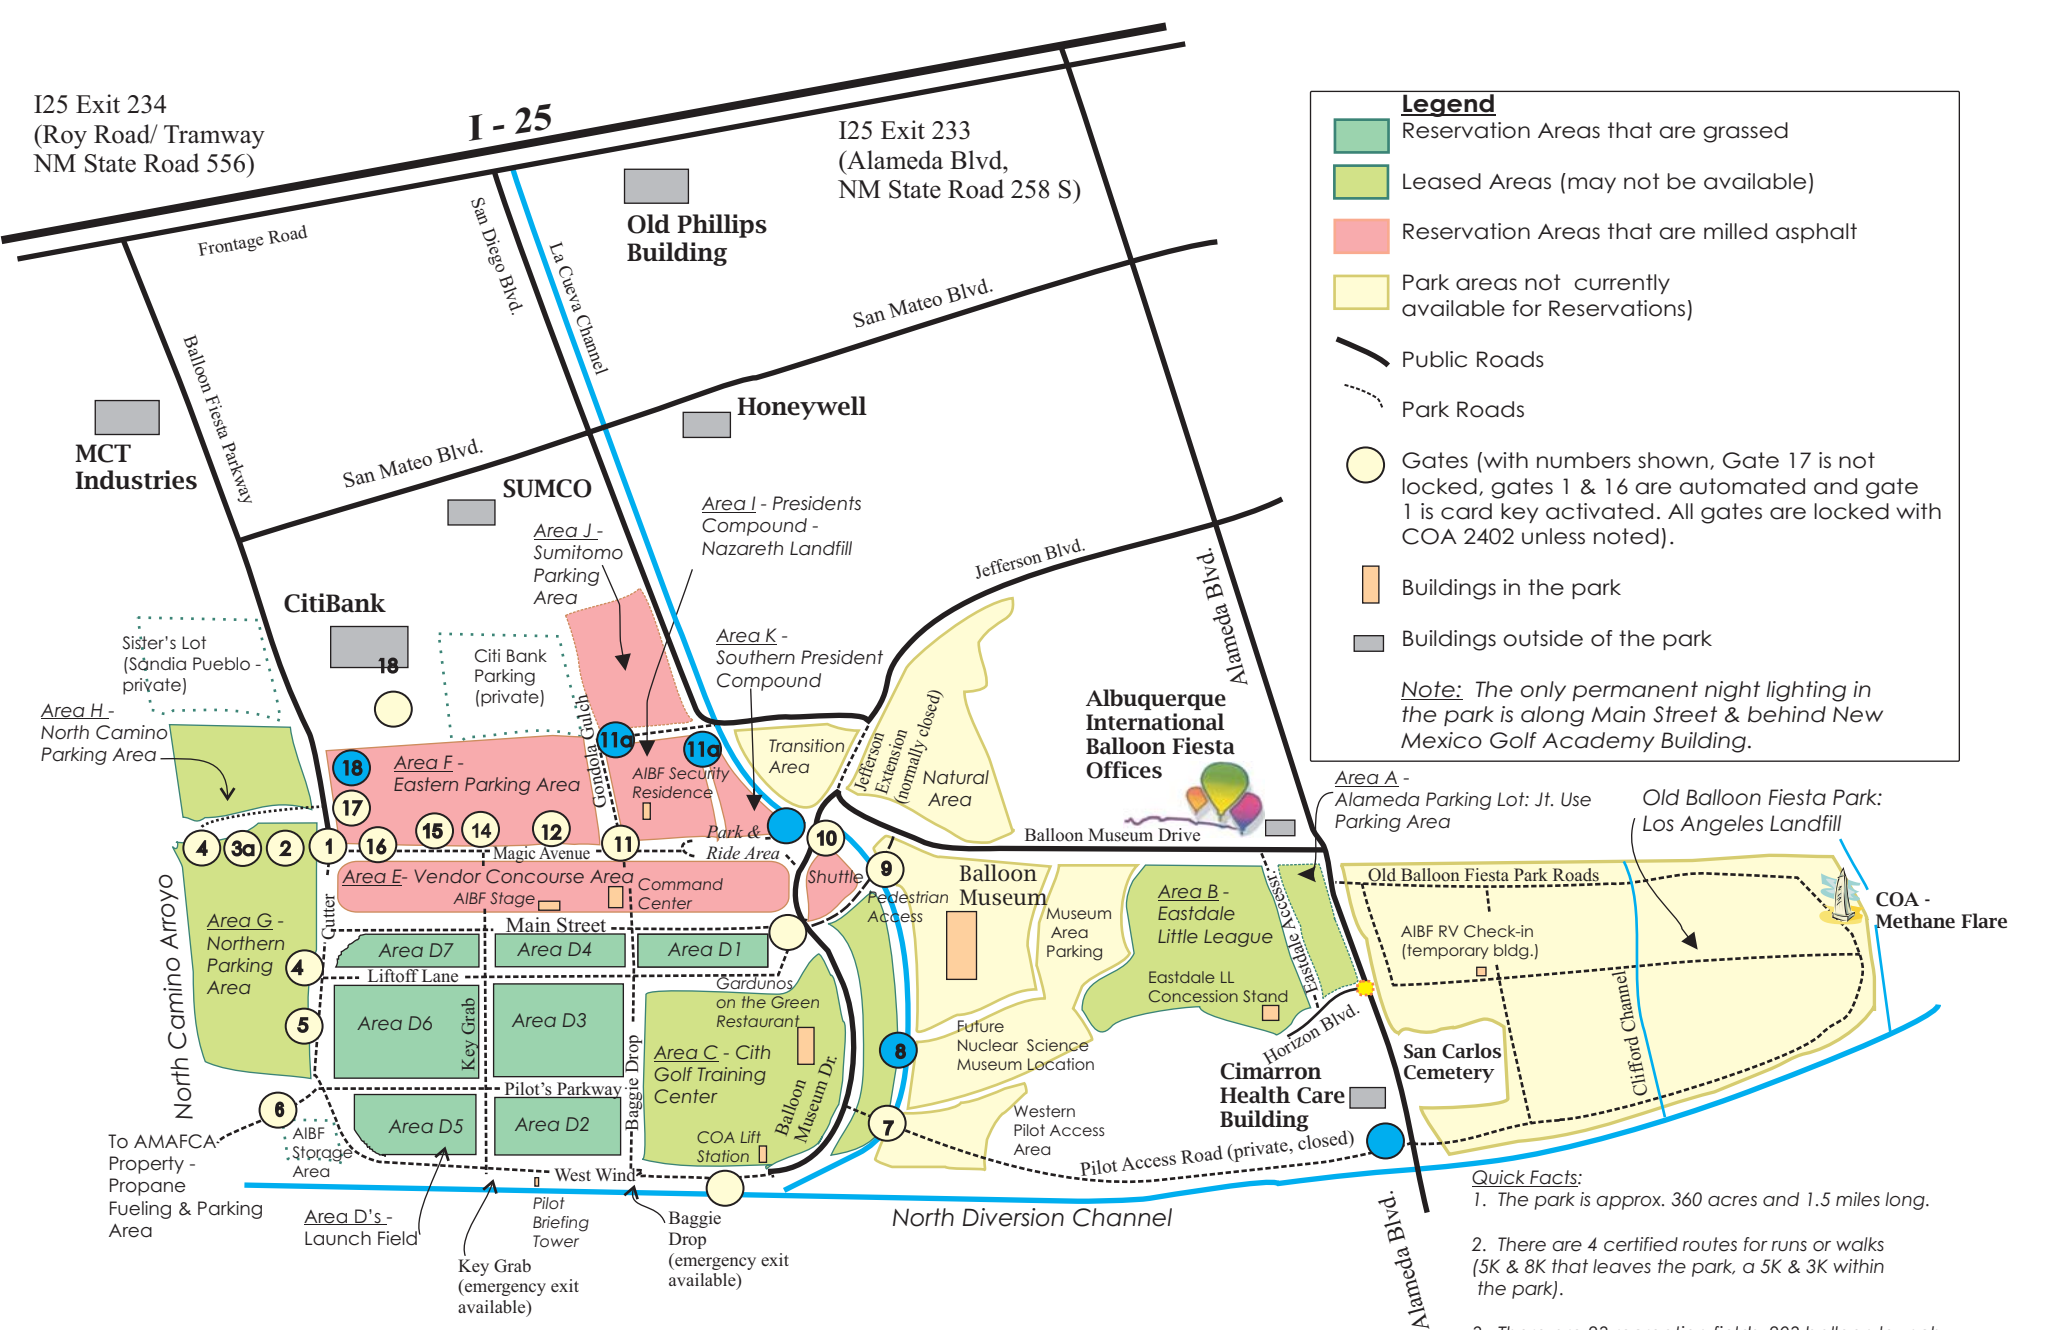 I25 Exit 234
(Roy Road/ Tramway
NM State Road 556)
I - 25
I25 Exit 233
(Alameda Blvd,
NM State Road 258 S)
Frontage Road
San Diego Blvd.
La Cueva Channel
Old Phillips
Building
San Mateo Blvd.
Balloon Fiesta Parkway
MCT
Industries
San Mateo Blvd.
Honeywell
SUMCO
Area J -
Sumitomo
Parking
Area
Area I - Presidents
Compound -
Nazareth Landfill
Jefferson Blvd.
Alameda Blvd.
CitiBank
18
Sister's Lot
(Sandia Pueblo -
private)
Citi Bank
Parking
(private)
Area K -
Southern President
Compound
Area H -
North Camino
Parking Area
Gondola Gulch
11a
11a
Transition
Area
Jefferson
Extension
(normally closed)
Natural
Area
Albuquerque
International
Balloon Fiesta
Offices
18
Area F -
Eastern Parking Area
AIBF Security
Residence
17
4
3a
2
1
16
15
14
12
11
10
9
Magic Avenue
Park &
Ride Area
Balloon Museum Drive
Area E- Vendor Concourse Area
AIBF Stage
Command
Center
Shuttle
Pedestrian
Access
Balloon
Museum
Museum
Area
Parking
Area B -
Eastdale
Little League
Eastdale LL
Concession Stand
Eastdale Accessr.
Area A -
Alameda Parking Lot: Jt. Use
Parking Area
Old Balloon Fiesta Park:
Los Angeles Landfill
Old Balloon Fiesta Park Roads
COA -
Methane Flare
AIBF RV Check-in
(temporary bldg.)
Clifford Channel
North Camino Arroyo
Cutter
Area G -
Northern
Parking
Area
Main Street
Area D7
Area D4
Area D1
4
Liftoff Lane
Gardunos
on the Green
Restaurant
5
Area D6
Key Grab
Area D3
Area C - Cith
Golf Training
Center
Baggie Drop
Balloon
Museum Dr.
8
Future
Nuclear Science
Museum Location
Horizon Blvd.
San Carlos
Cemetery
Cimarron
Health Care
Building
Pilot's Parkway
6
Area D5
Area D2
COA Lift
Station
7
Western
Pilot Access
Area
Pilot Access Road (private, closed)
AIBF
Storage
Area
To AMAFCA
Property -
Propane
Fueling & Parking
Area
West Wind
Area D's -
Launch Field
Pilot
Briefing
Tower
Key Grab
(emergency exit
available)
Baggie
Drop
(emergency exit
available)
North Diversion Channel
Alameda Blvd.
Legend
Reservation Areas that are grassed
Leased Areas (may not be available)
Reservation Areas that are milled asphalt
Park areas not currently
available for Reservations)
Public Roads
Park Roads
Gates (with numbers shown, Gate 17 is not
locked, gates 1 & 16 are automated and gate
1 is card key activated. All gates are locked with
COA 2402 unless noted).
Buildings in the park
Buildings outside of the park
Note: The only permanent night lighting in
the park is along Main Street & behind New
Mexico Golf Academy Building.
Quick Facts:
1. The park is approx. 360 acres and 1.5 miles long.
2. There are 4 certified routes for runs or walks
(5K & 8K that leaves the park, a 5K & 3K within
the park).